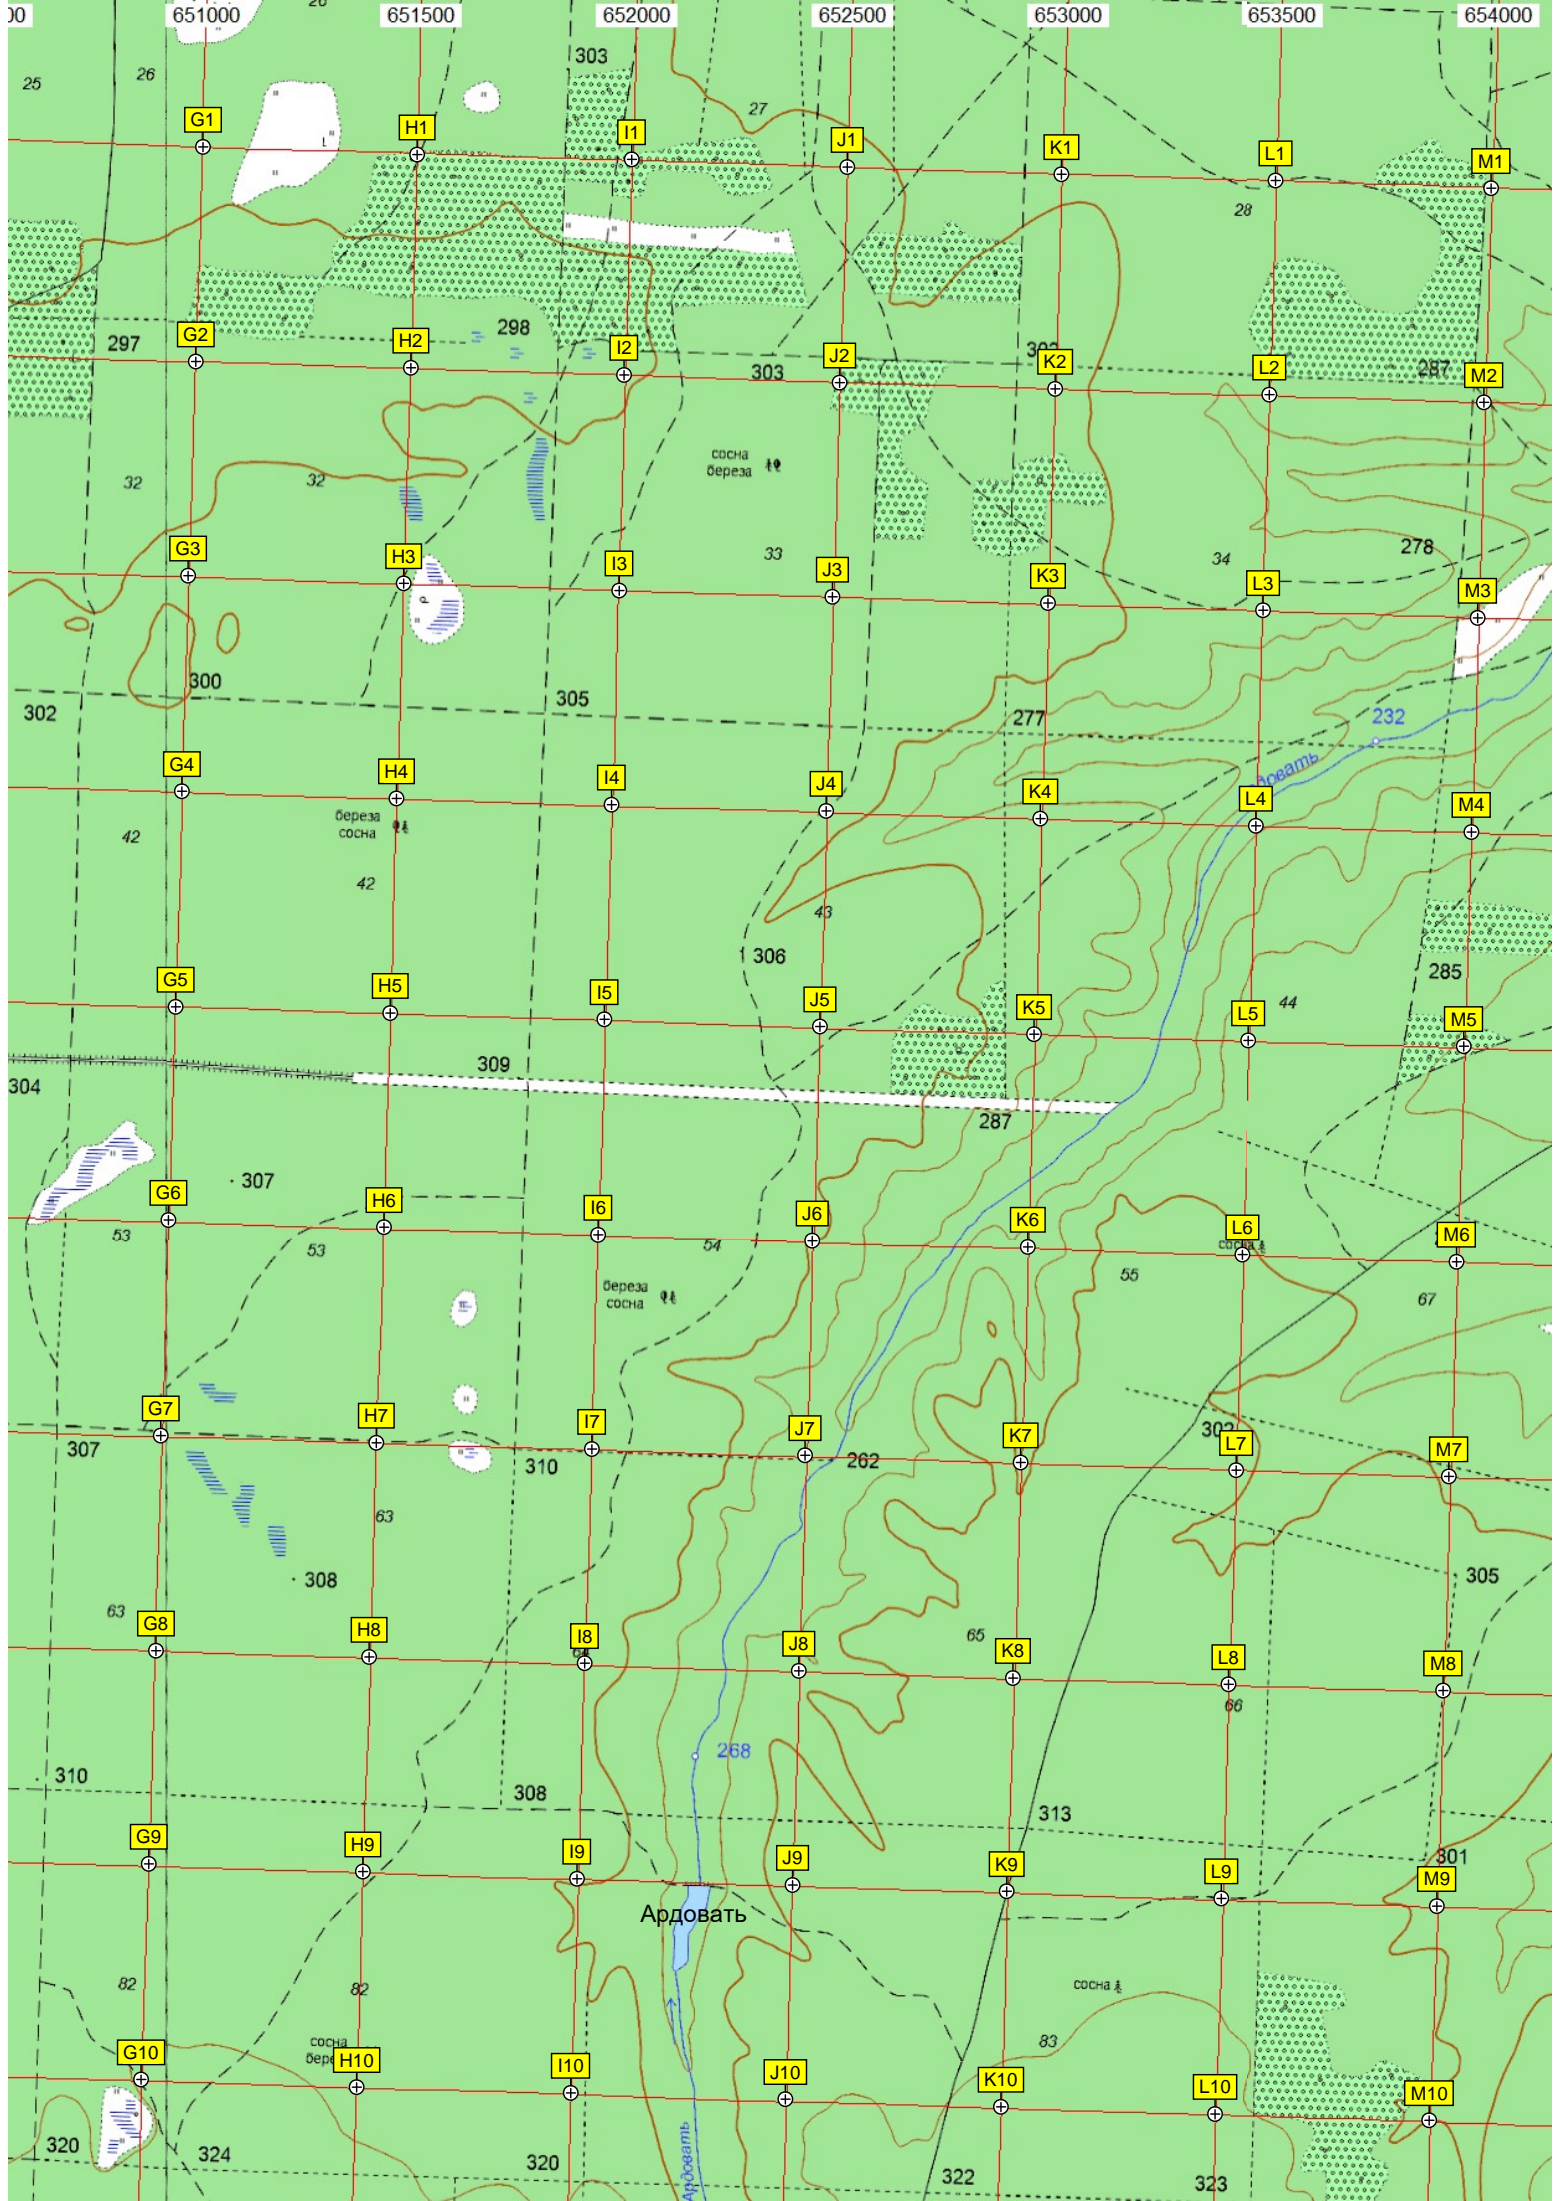 00 651000 651500 652000 652500 653000 653500 654000
303
25 26 27
G1 H1 I1 J1 K1 L1 M1
28
297 298 303 287
G2 H2 I2 J2 K2 L2 M2
сосна
береза
32 32 33 34 278
G3 H3 I3 J3 K3 L3 M3
300
302 305 277 232
довать
G4 H4 I4 J4 K4 L4 M4
береза
сосна
42 42 43
306 285
44
G5 H5 I5 J5 K5 L5 M5
304 309 287
307
G6 H6 I6 J6 K6 L6 M6
53 53 54 55 67
сосна
береза
сосна
G7 H7 I7 J7 K7 L7 M7
307 310 262 302
63
308 305
63 65 66
G8 H8 I8 J8 K8 L8 M8
268
310 308 313 301
G9 H9 I9 J9 K9 L9 M9
Ардовать
82 82 83
сосна
сосна
G10 H10 I10 J10 K10 L10 M10
320 324 320 322 323
Ардовать